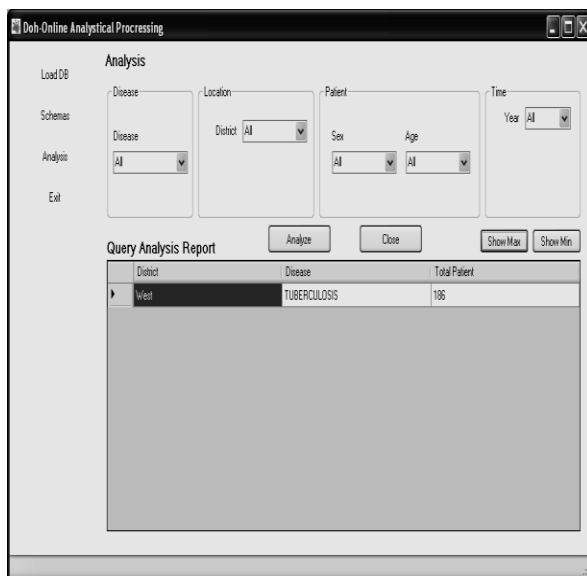 Doh-Online Analystical Procressing
Load DB
Schemas
Analysis
Exit
Analysis
Disease
Disease
All
Location
District All
Patient
Sex Age
All All
Time
Year All
Analyze Close Show Max Show Min
Query Analysis Report
District Disease Total Patient
West TUBERCULOSIS 186